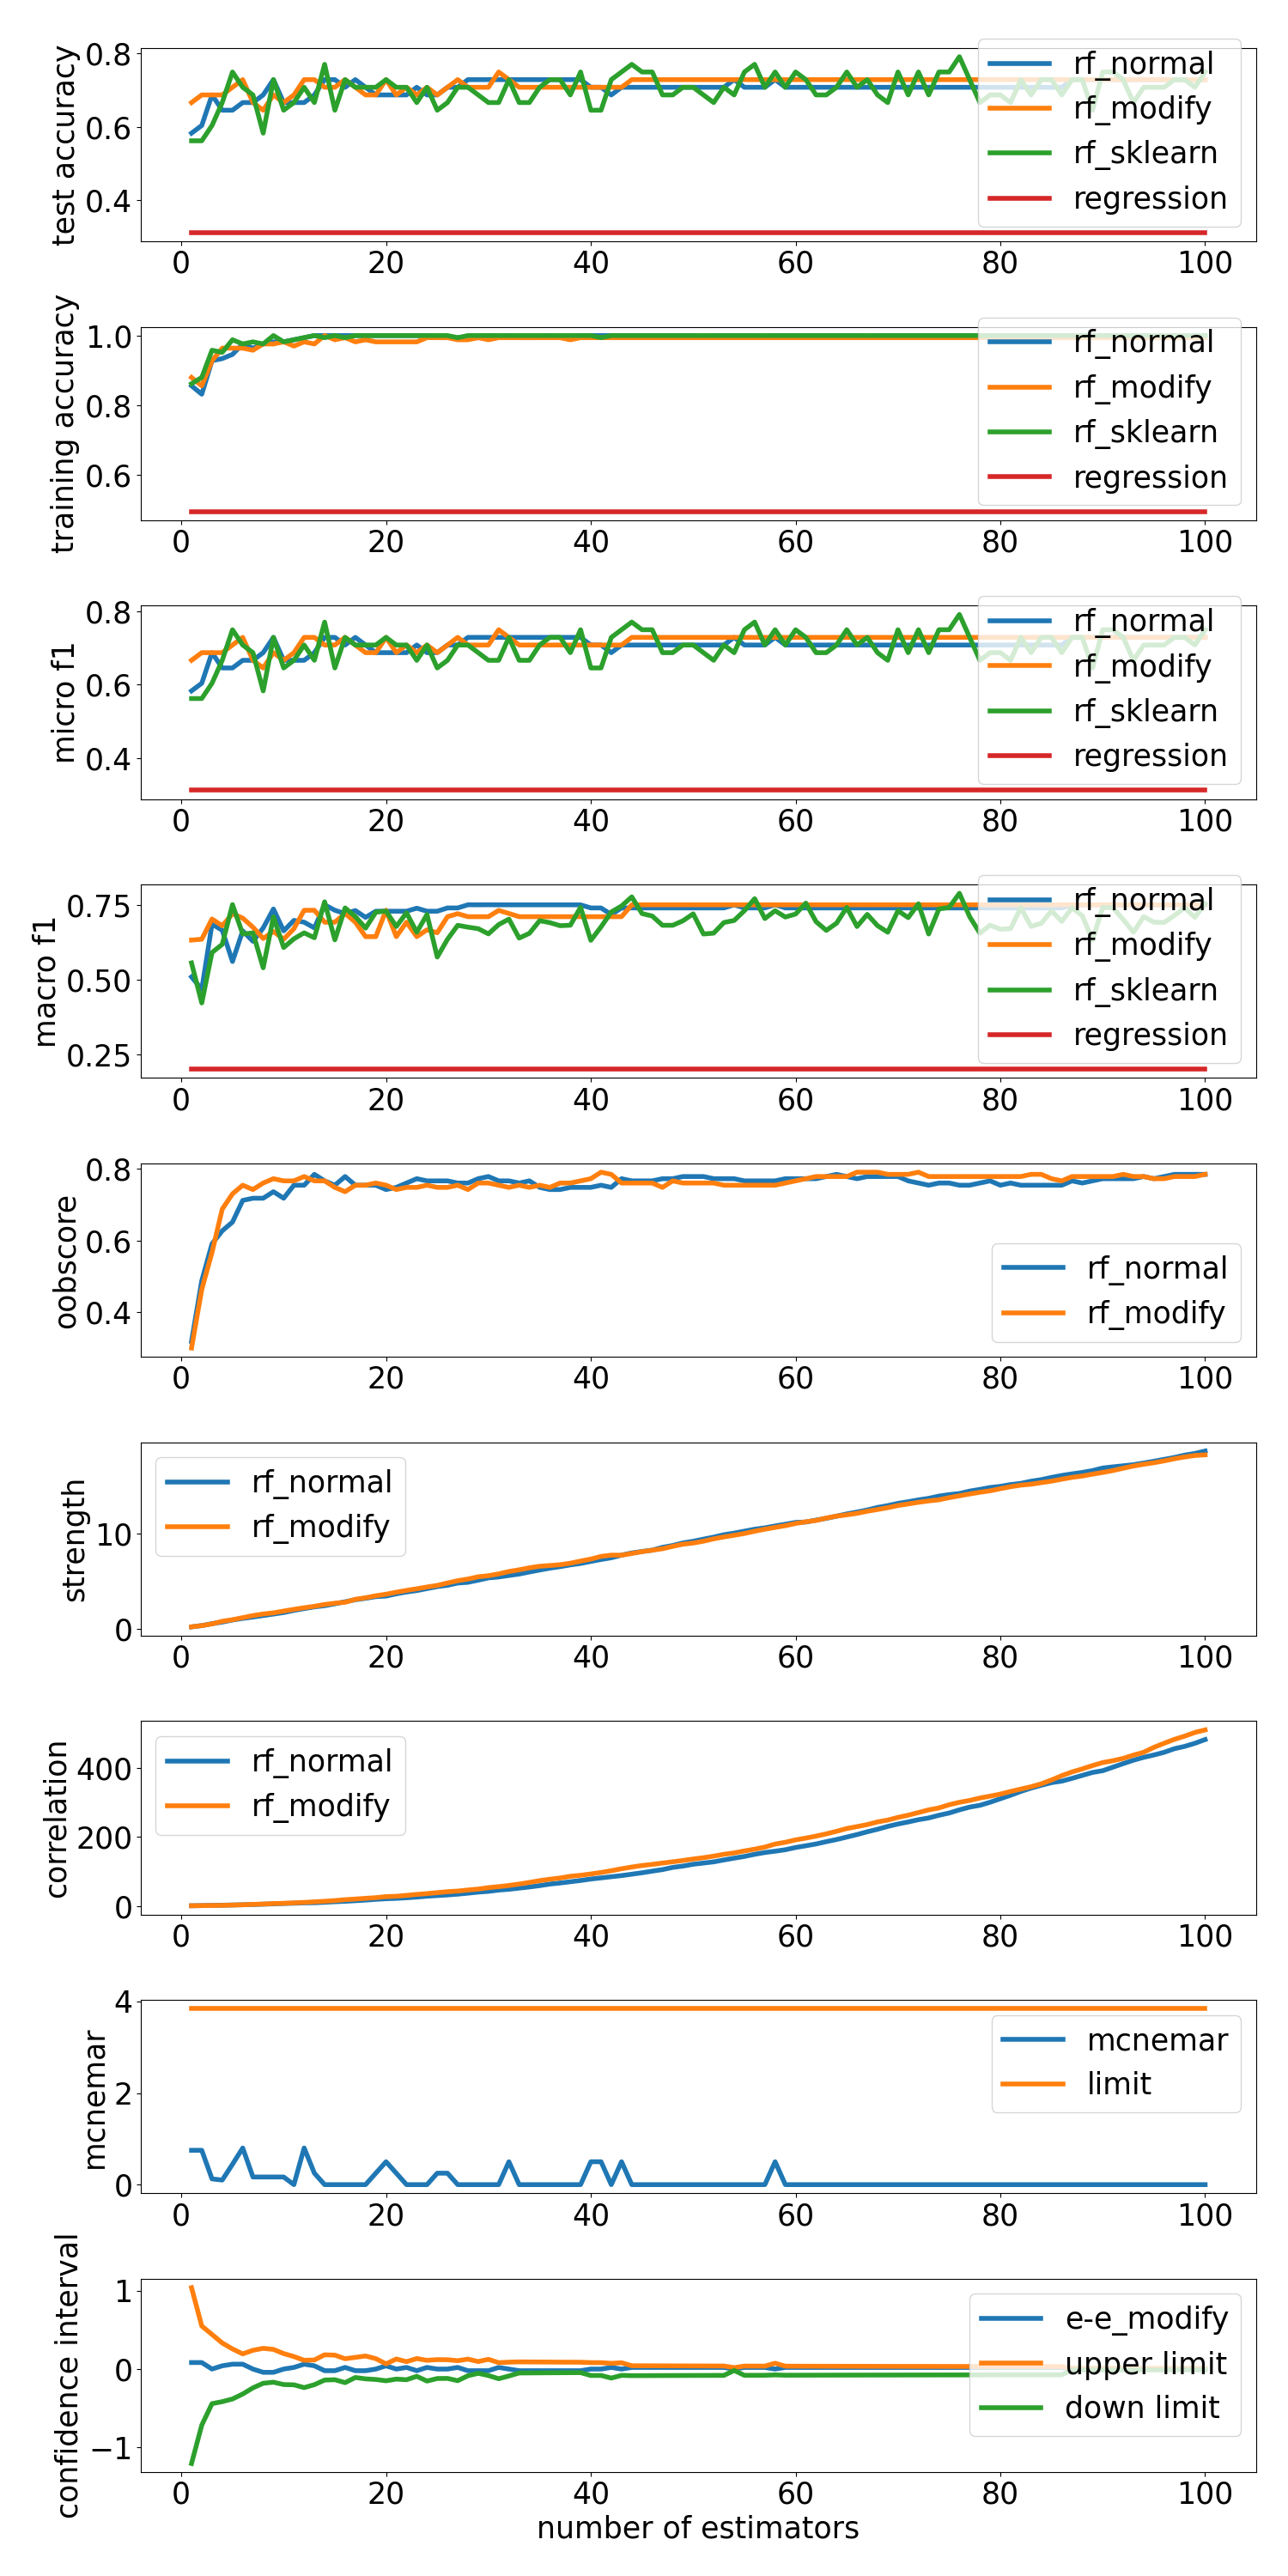 test accuracy
0.8
0.6
0.4
0 20 40 60 80 100
rf_normal
rf_modify
rf_sklearn
regression
training accuracy
1.0
0.8
0.6
0 20 40 60 80 100
rf_normal
rf_modify
rf_sklearn
regression
micro f1
0.8
0.6
0.4
0 20 40 60 80 100
rf_normal
rf_modify
rf_sklearn
regression
macro f1
0.75
0.50
0.25
0 20 40 60 80 100
rf_normal
rf_modify
rf_sklearn
regression
oobscore
0.8
0.6
0.4
0 20 40 60 80 100
rf_normal
rf_modify
strength
10
0
0 20 40 60 80 100
rf_normal
rf_modify
correlation
400
200
0
0 20 40 60 80 100
rf_normal
rf_modify
mcnemar
4
2
0
0 20 40 60 80 100
mcnemar
limit
confidence interval
1
0
−1
0 20 40 60 80 100
e-e_modify
upper limit
down limit
number of estimators